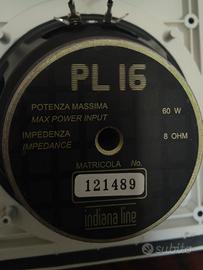 PL 16
POTENZA MASSIMA
MAX POWER INPUT
60 W
IMPEDENZA
IMPEDANCE
8 OHM
MATRICOLA No.
121489
indiana line
subito